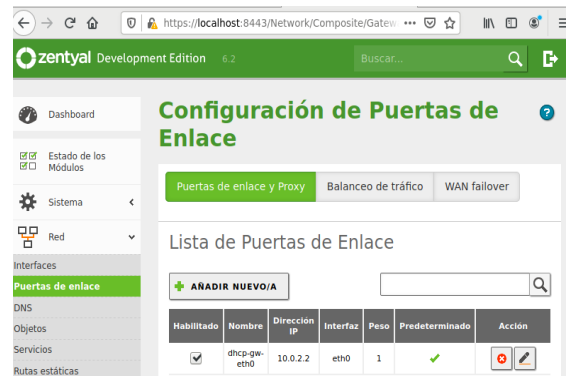 https://localhost:8443/Network/Composite/Gatew
zentyal Development Edition 6.2
Buscar...
Dashboard
Estado de los
Módulos
Sistema
Red
Interfaces
Puertas de enlace
DNS
Objetos
Servicios
Rutas estáticas
Configuración de Puertas de
Enlace
Puertas de enlace y Proxy Balanceo de tráfico WAN failover
Lista de Puertas de Enlace
AÑADIR NUEVO/A
Habilitado Nombre Dirección IP Interfaz Peso Predeterminado Acción
dhcp-gw-eth0 10.0.2.2 eth0 1